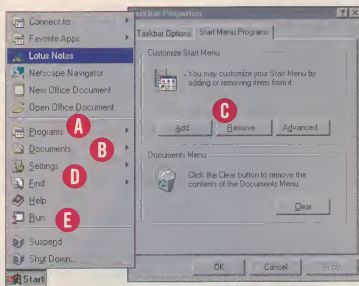 Connect to
Favorite Apps
Lotus Notes
Netscape Navigator
New Office Document
Open Office Document
Programs A
Documents B
Settings D
Find
Help
Run E
Suspend
Shut Down...
Start
Taskbar Properties
Taskbar Options Start Menu Programs
Customize Start Menu
You may customize your Start Menu by
adding or removing items from it
C
Add Remove Advanced
Documents Menu
Click the Clear button to remove the
contents of the Documents Menu
Clear
OK Cancel Apply